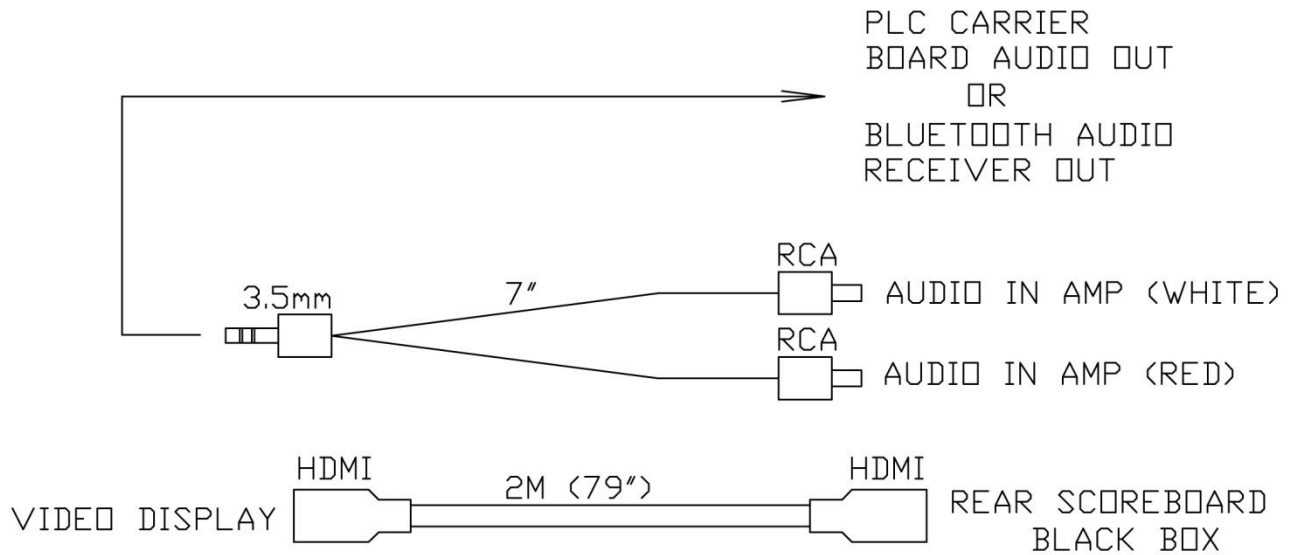 PLC CARRIER
BOARD AUDIO OUT
OR
BLUETOOTH AUDIO
RECEIVER OUT
RCA
3.5mm
7"
AUDIO IN AMP (WHITE)
RCA
AUDIO IN AMP (RED)
HDMI
HDMI
2M (79")
VIDEO DISPLAY
REAR SCOREBOARD
BLACK BOX